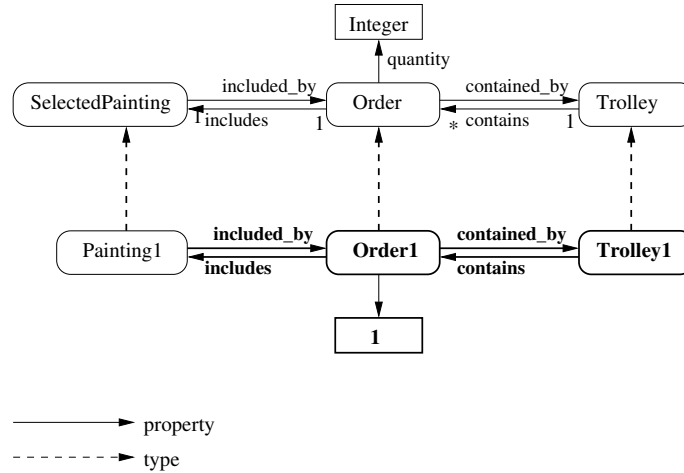 Integer
quantity
included_by
contained_by
SelectedPainting
Order
Trolley
1
includes
1
*
contains
1
included_by
contained_by
Painting1
Order1
Trolley1
includes
contains
1
property
type